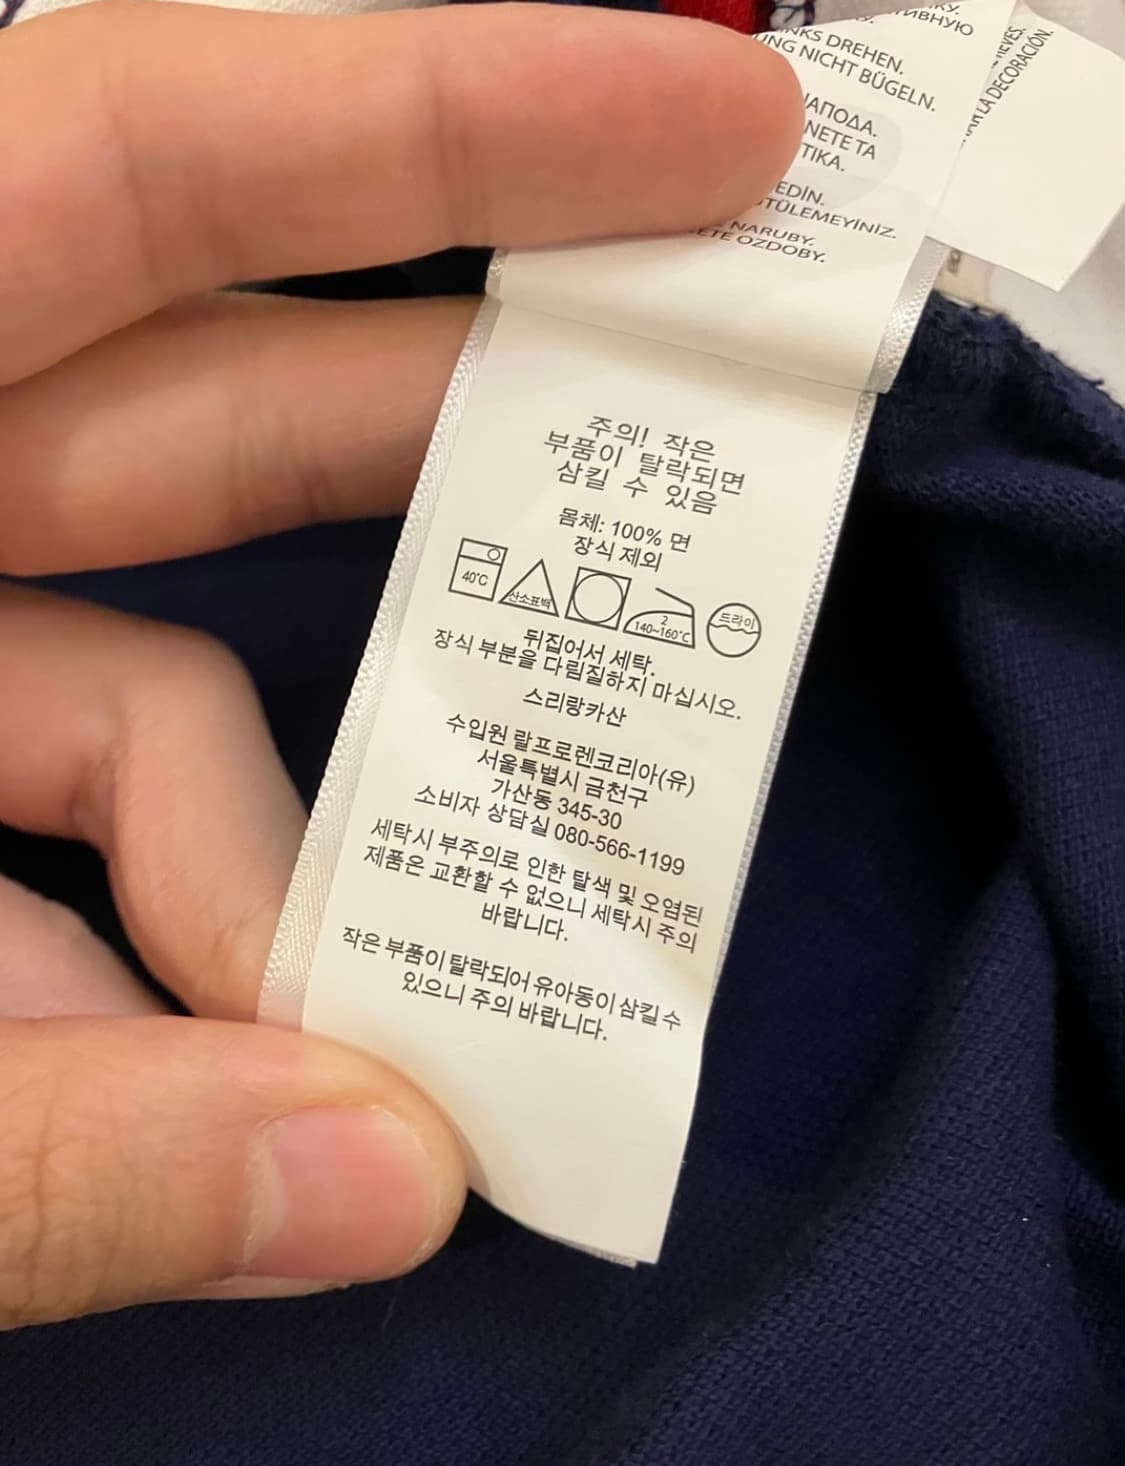 ТИВНУЮ
NKS DREHEN.
UNG NICHT BÜGELN.
ΝΑΠΟΔΑ.
ΝΕΤΕ ΤΑ
ΤΙΚΑ.
EDİN.
ÜTÜLEMEYİNİZ.
NARUBY.
ETE OZDOBY.
LA DECORACIÓN.
주의! 작은
부품이 탈락되면
삼킬 수 있음
몸체: 100% 면
장식 제외
40°C
산소표백
2
140~160°C
드라이
뒤집어서 세탁.
장식 부분을 다림질하지 마십시오.
스리랑카산
수입원 랄프로렌코리아(유)
서울특별시 금천구
가산동 345-30
소비자 상담실 080-566-1199
세탁시 부주의로 인한 탈색 및 오염된
제품은 교환할 수 없으니 세탁시 주의
바랍니다.
작은 부품이 탈락되어 유아동이 삼킬 수
있으니 주의 바랍니다.